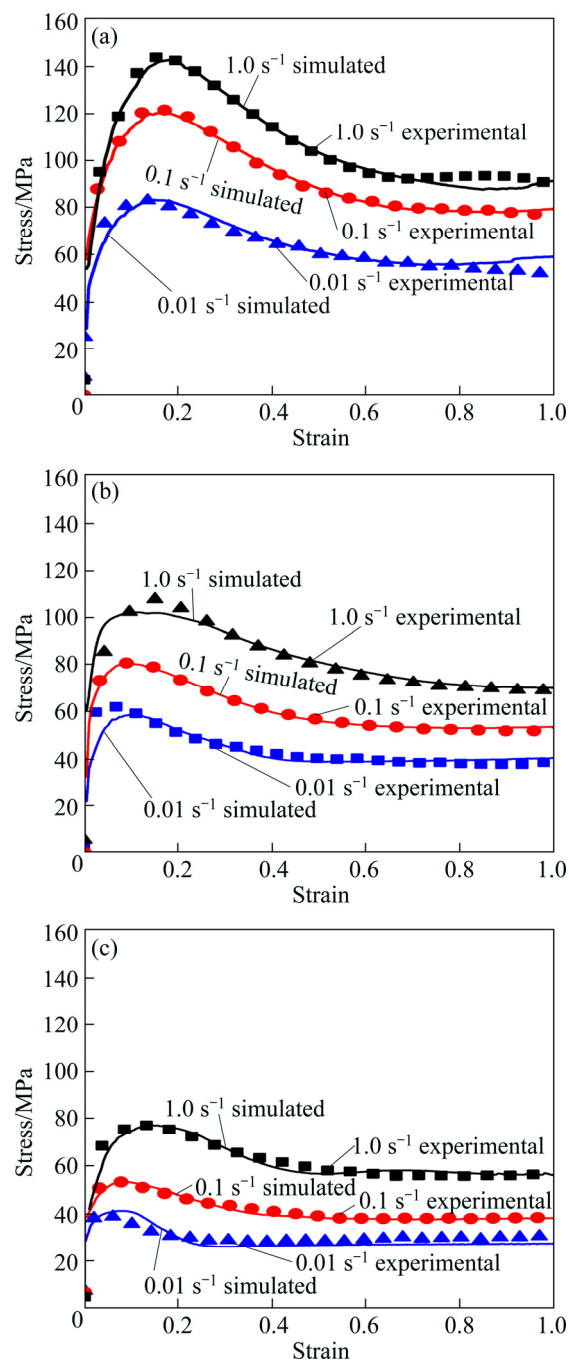 (a)
160
140
120
100
80
60
40
20
0
Stress/MPa
1.0 s⁻¹ simulated
1.0 s⁻¹ experimental
0.1 s⁻¹ simulated
0.1 s⁻¹ experimental
0.01 s⁻¹ experimental
0.01 s⁻¹ simulated
0.2 0.4 0.6 0.8 1.0
Strain
(b)
160
140
120
100
80
60
40
20
0
Stress/MPa
1.0 s⁻¹ simulated
1.0 s⁻¹ experimental
0.1 s⁻¹ simulated
0.1 s⁻¹ experimental
0.01 s⁻¹ experimental
0.01 s⁻¹ simulated
0.2 0.4 0.6 0.8 1.0
Strain
(c)
160
140
120
100
80
60
40
20
0
Stress/MPa
1.0 s⁻¹ simulated
1.0 s⁻¹ experimental
0.1 s⁻¹ simulated
0.1 s⁻¹ experimental
0.01 s⁻¹ experimental
0.01 s⁻¹ simulated
0.2 0.4 0.6 0.8 1.0
Strain